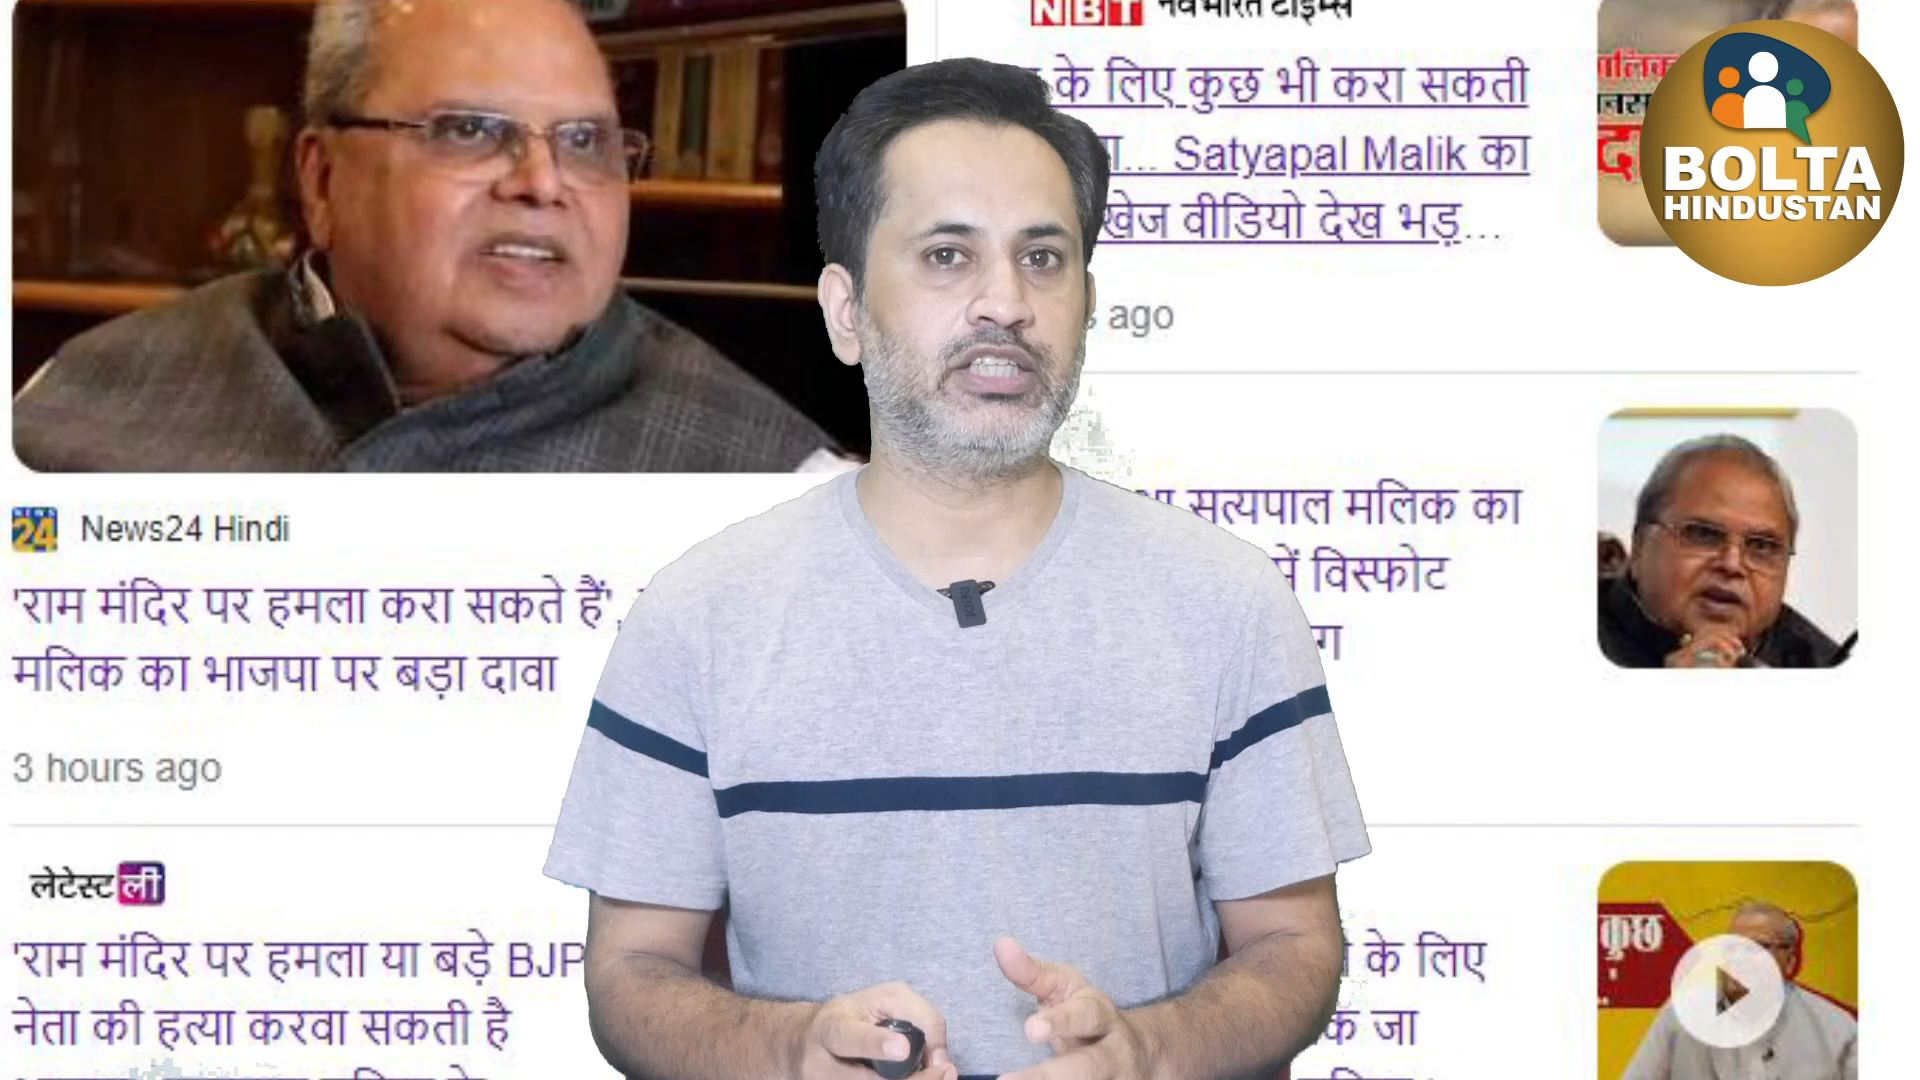 NBT नवभारत टाइम्स
के लिए कुछ भी करा सकती
... Satyapal Malik का
वीडियो देख भड़...
ago
BOLTA
HINDUSTAN
News24 Hindi
'राम मंदिर पर हमला करा सकते हैं',
मलिक का भाजपा पर बड़ा दावा
3 hours ago
सत्यपाल मलिक का
में विस्फोट
लेटेस्टली
'राम मंदिर पर हमला या बड़े BJP
नेता की हत्या करवा सकती है
के लिए
जा
कुछ